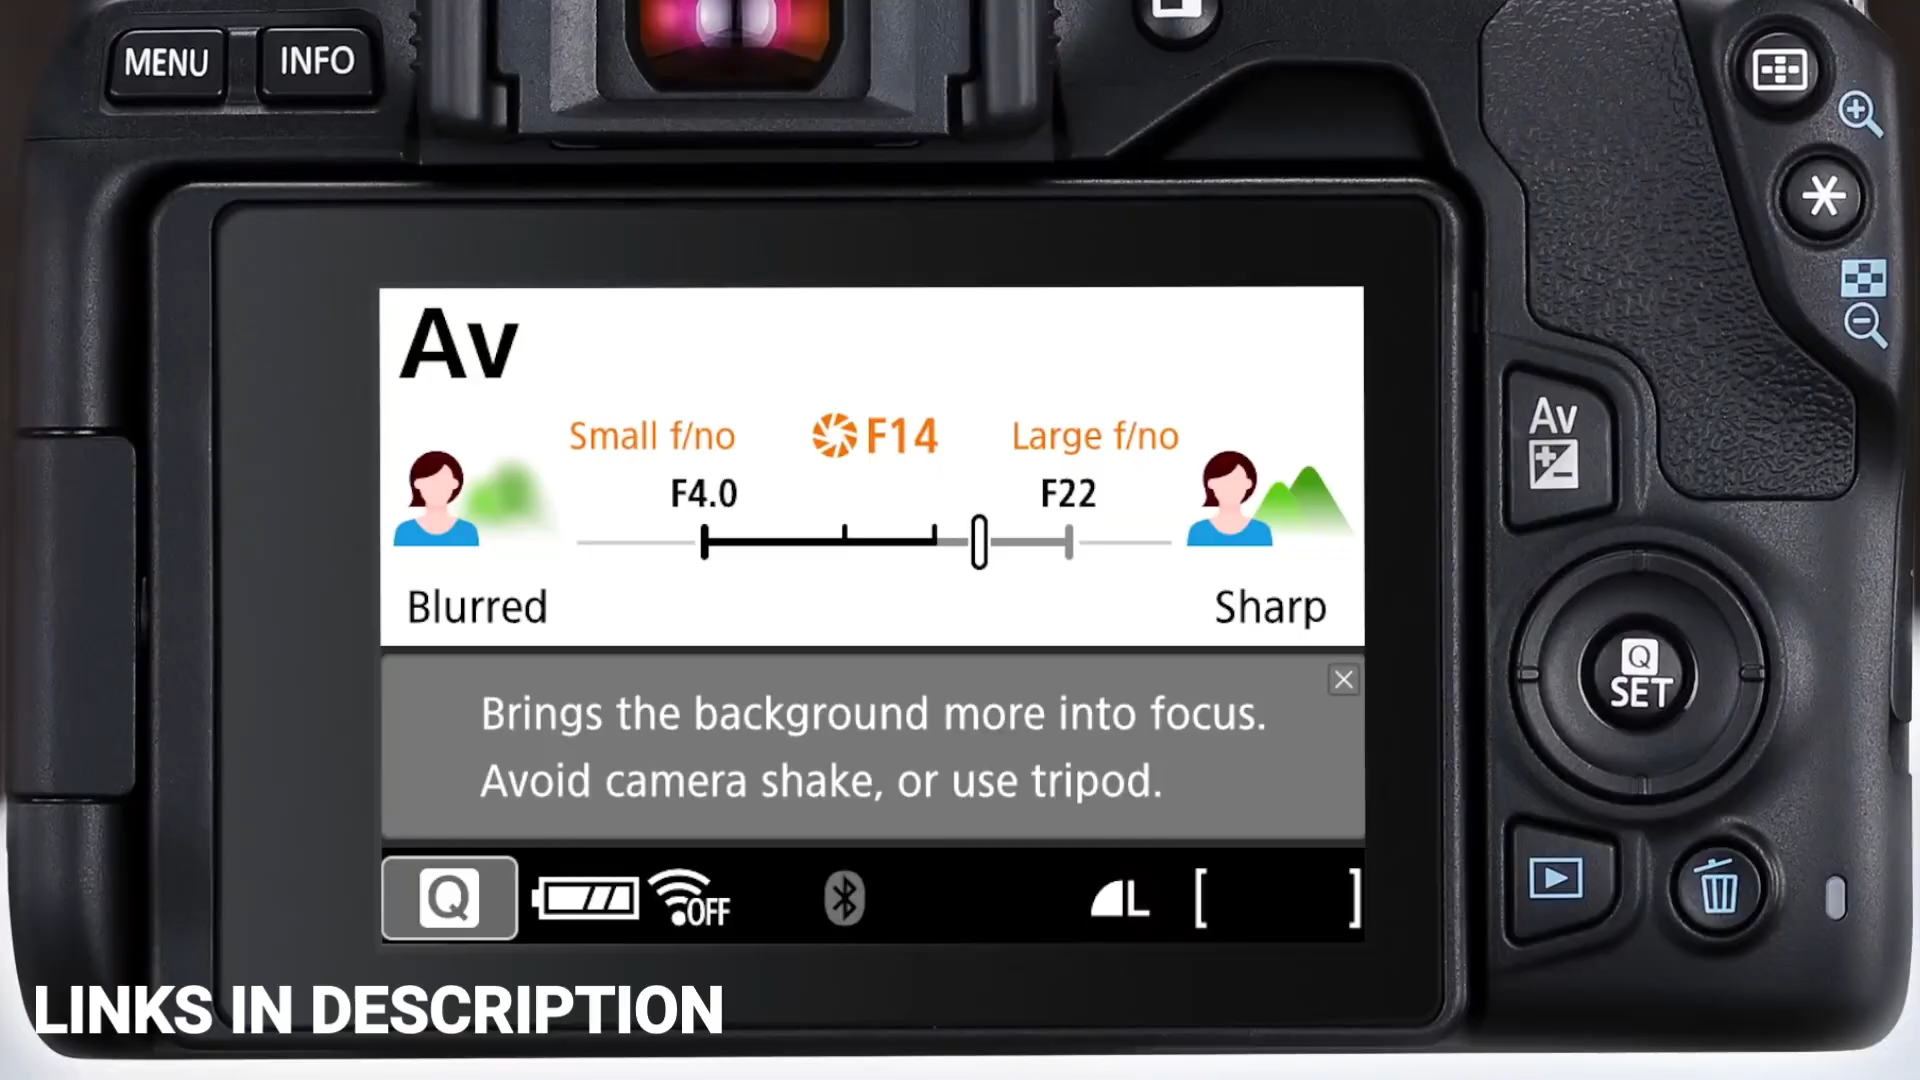 MENU
INFO
Av
Small f/no
F14
Large f/no
F4.0
F22
Blurred
Sharp
Brings the background more into focus.
Avoid camera shake, or use tripod.
Q
OFF
L
[ ]
Av
Q
SET
LINKS IN DESCRIPTION